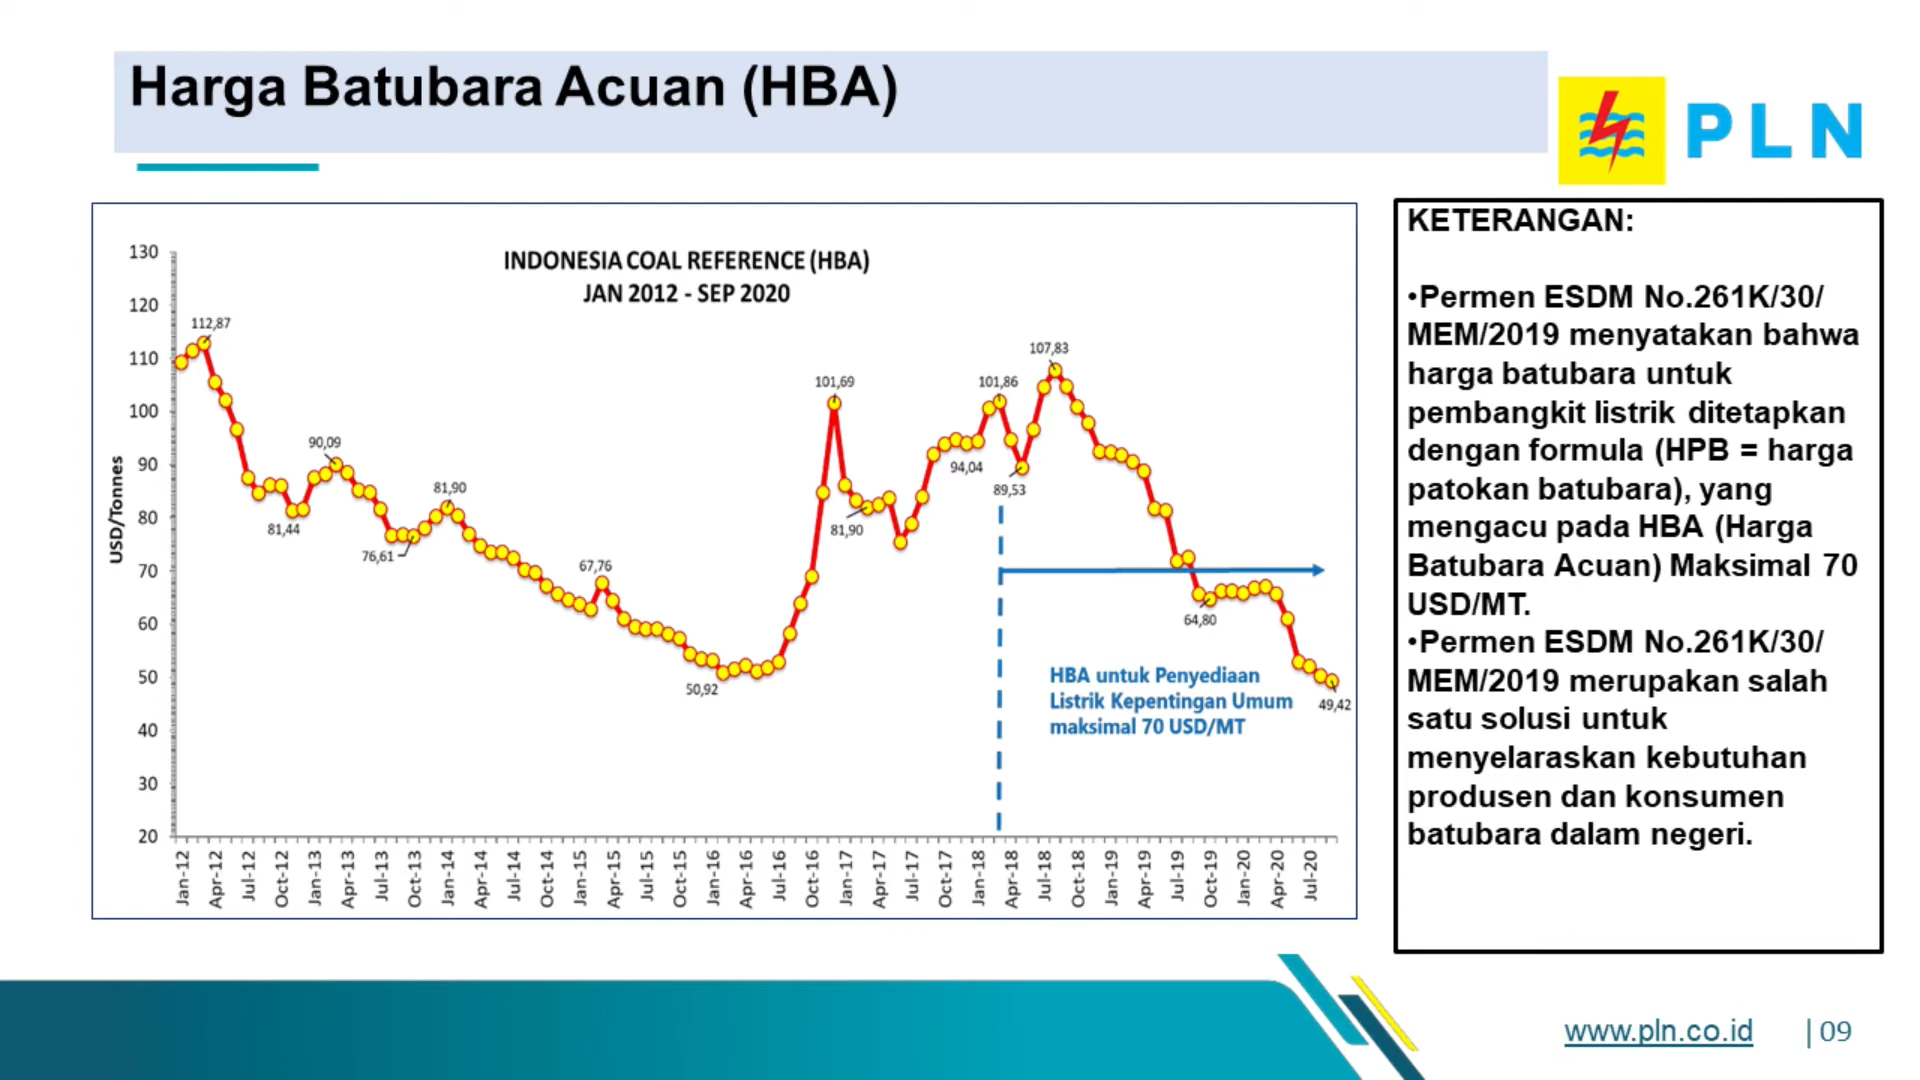 Harga Batubara Acuan (HBA)
PLN
INDONESIA COAL REFERENCE (HBA)
JAN 2012 - SEP 2020
USD/Tonnes
130
120
110
100
90
80
70
60
50
40
30
20
112,87
81,44
90,09
76,61
81,90
67,76
50,92
101,69
81,90
94,04
101,86
89,53
107,83
64,80
49,42
HBA untuk Penyediaan
Listrik Kepentingan Umum
maksimal 70 USD/MT
Jan-12
Apr-12
Jul-12
Oct-12
Jan-13
Apr-13
Jul-13
Oct-13
Jan-14
Apr-14
Jul-14
Oct-14
Jan-15
Apr-15
Jul-15
Oct-15
Jan-16
Apr-16
Jul-16
Oct-16
Jan-17
Apr-17
Jul-17
Oct-17
Jan-18
Apr-18
Jul-18
Oct-18
Jan-19
Apr-19
Jul-19
Oct-19
Jan-20
Apr-20
Jul-20
KETERANGAN:
•Permen ESDM No.261K/30/
MEM/2019 menyatakan bahwa
harga batubara untuk
pembangkit listrik ditetapkan
dengan formula (HPB = harga
patokan batubara), yang
mengacu pada HBA (Harga
Batubara Acuan) Maksimal 70
USD/MT.
•Permen ESDM No.261K/30/
MEM/2019 merupakan salah
satu solusi untuk
menyelaraskan kebutuhan
produsen dan konsumen
batubara dalam negeri.
www.pln.co.id
| 09